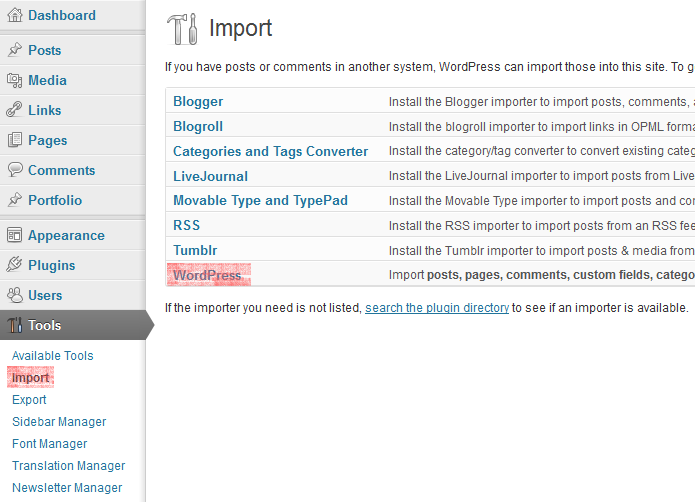 Dashboard
Posts
Media
Links
Pages
Comments
Portfolio
Appearance
Plugins
Users
Tools
Available Tools
Import
Export
Sidebar Manager
Font Manager
Translation Manager
Newsletter Manager
Import
If you have posts or comments in another system, WordPress can import those into this site. To g
Blogger Install the Blogger importer to import posts, comments, a
Blogroll Install the blogroll importer to import links in OPML forma
Categories and Tags Converter Install the category/tag converter to convert existing categ
LiveJournal Install the LiveJournal importer to import posts from Live
Movable Type and TypePad Install the Movable Type importer to import posts and con
RSS Install the RSS importer to import posts from an RSS fee
Tumblr Install the Tumblr importer to import posts & media from
WordPress Import posts, pages, comments, custom fields, catego
If the importer you need is not listed, search the plugin directory to see if an importer is available.